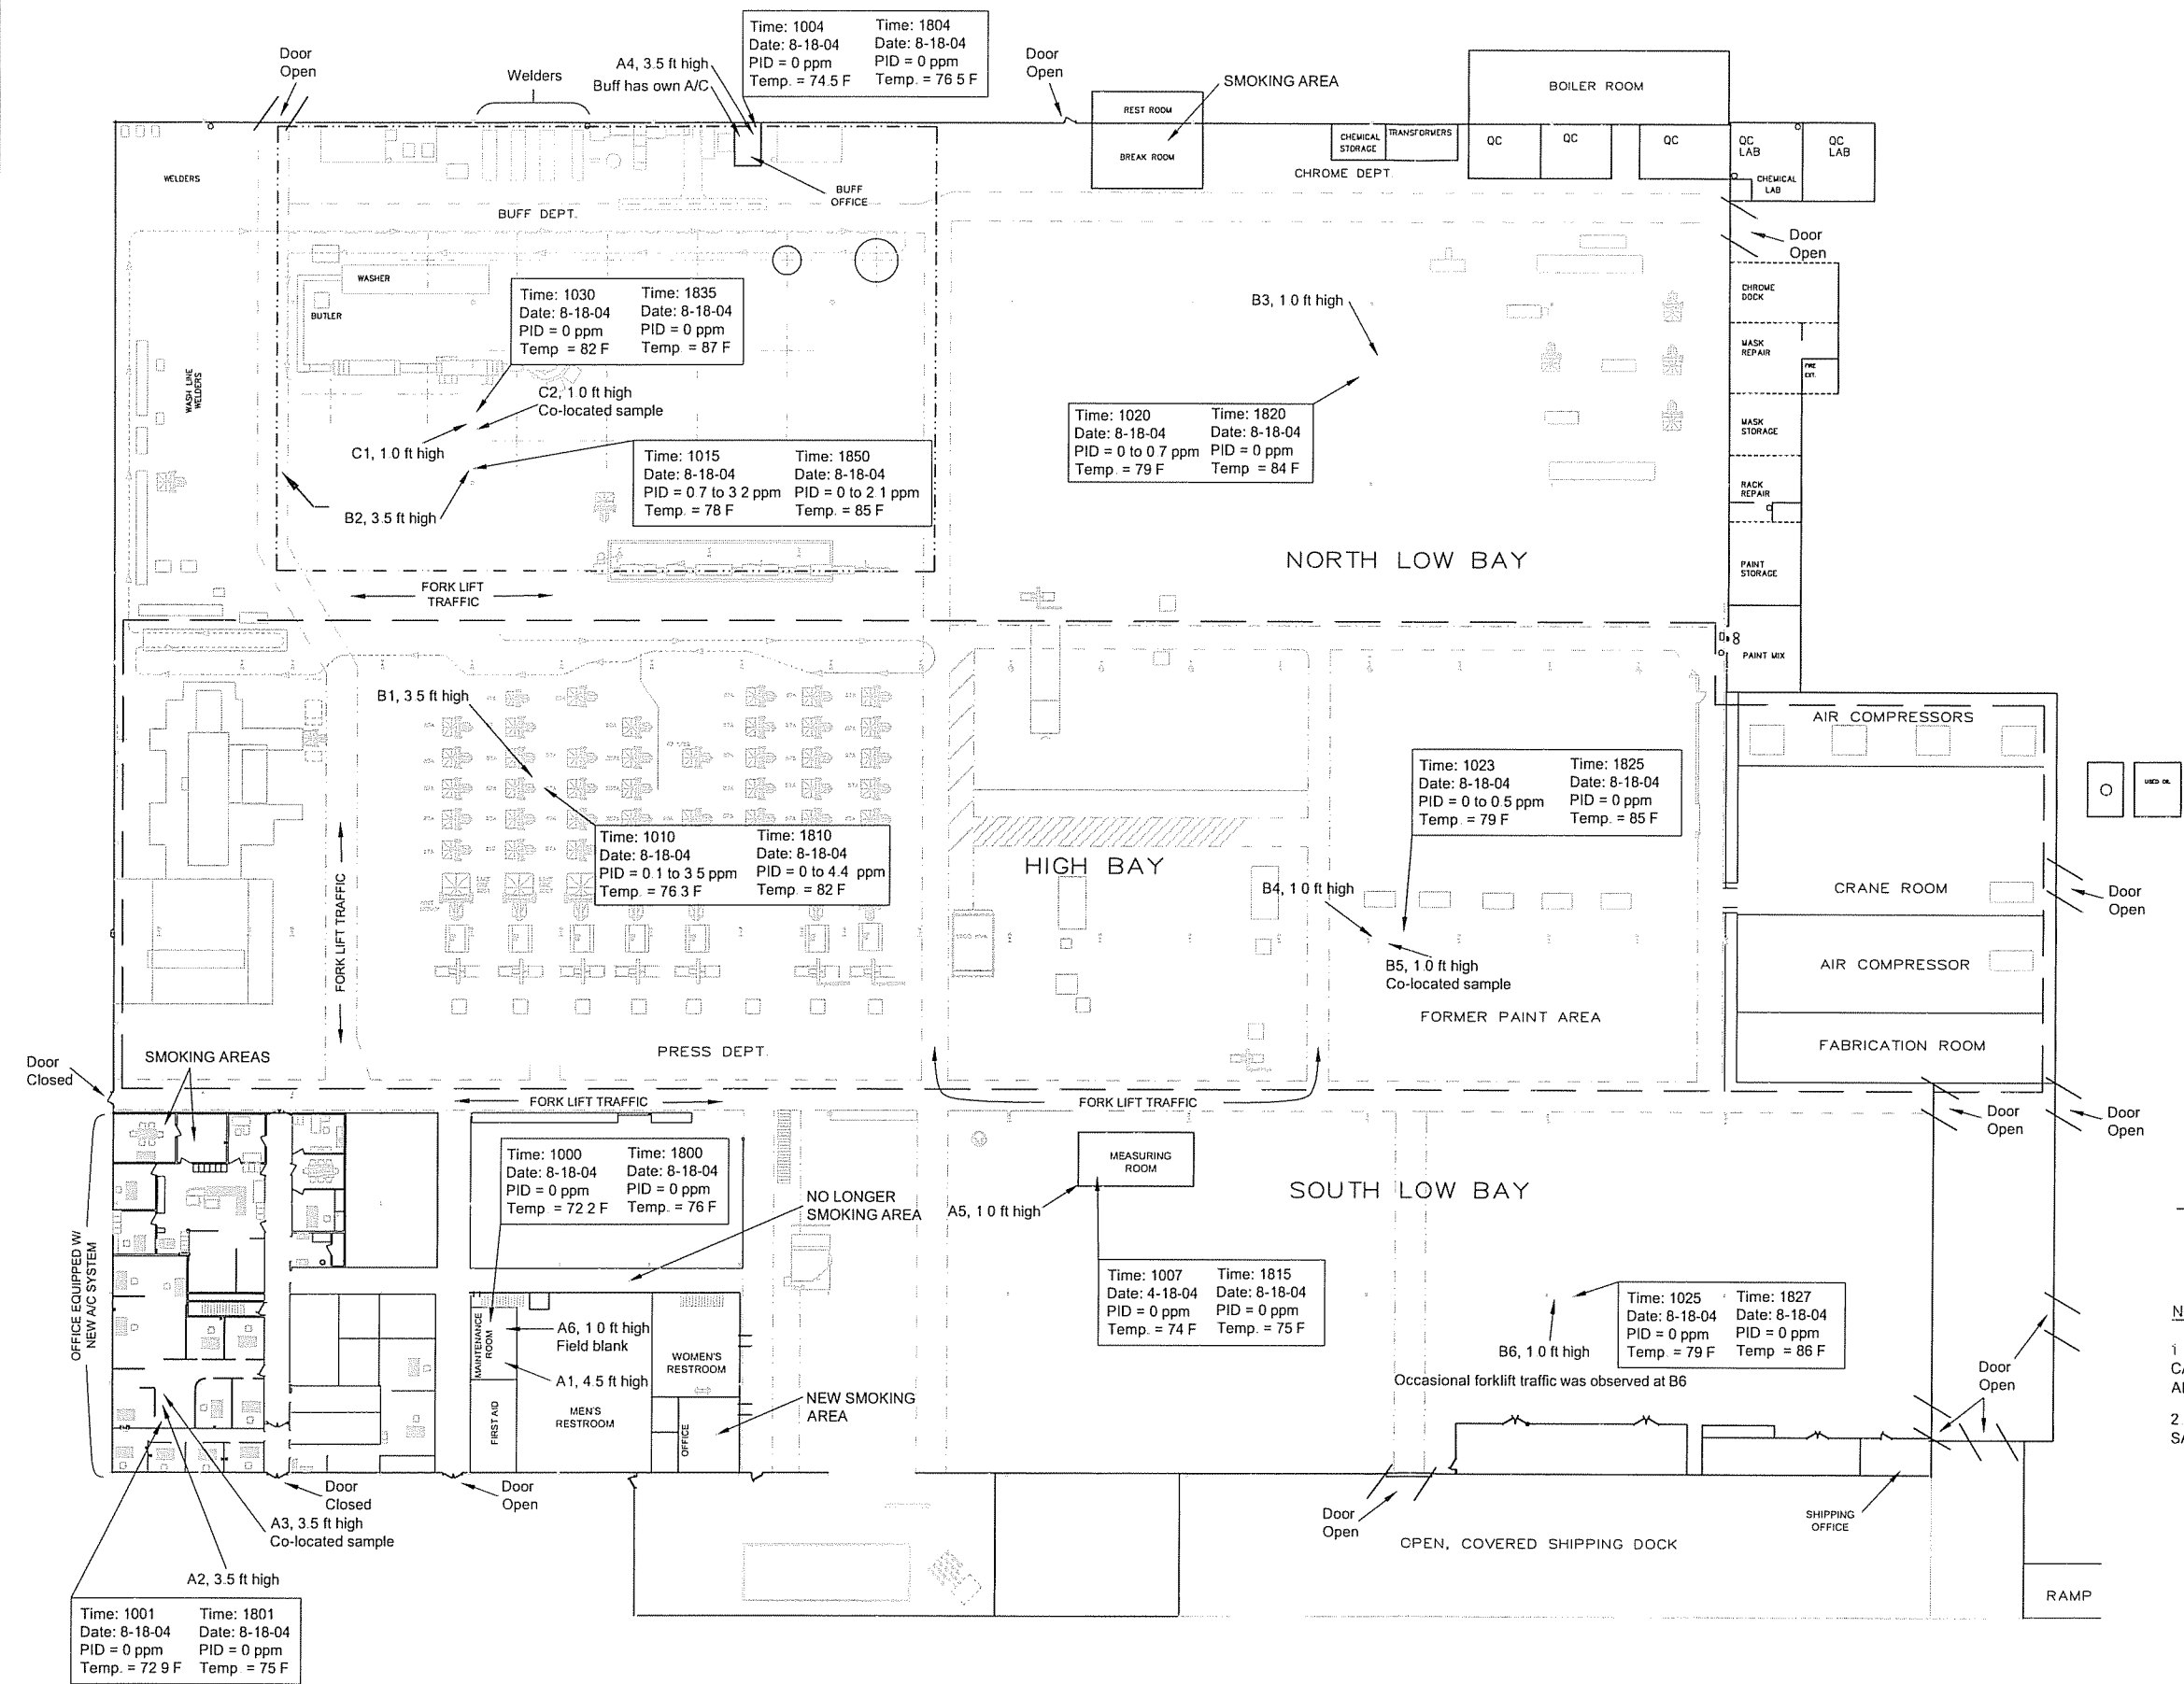 Time: 1004 Time: 1804
Date: 8-18-04 Date: 8-18-04
PID = 0 ppm PID = 0 ppm
Temp. = 74.5 F Temp. = 76 5 F
Door
Open
Welders
A4, 3.5 ft high
Buff has own A/C
Door
Open
SMOKING AREA
REST ROOM
BREAK ROOM
BOILER ROOM
CHEMICAL
STORAGE
TRANSFORMERS
QC
QC
QC
QC
LAB
QC
LAB
CHEMICAL
LAB
CHROME DEPT.
WELDERS
BUFF
OFFICE
BUFF DEPT.
Door
Open
WASHER
BUTLER
Time: 1030 Time: 1835
Date: 8-18-04 Date: 8-18-04
PID = 0 ppm PID = 0 ppm
Temp = 82 F Temp. = 87 F
B3, 1 0 ft high
CHROME
DOCK
MASK
REPAIR
FIRE
EXT.
WASH LINE
WELDERS
C2, 1.0 ft high
Co-located sample
C1, 1.0 ft high
Time: 1020 Time: 1820
Date: 8-18-04 Date: 8-18-04
PID = 0 to 0 7 ppm PID = 0 ppm
Temp. = 79 F Temp = 84 F
MASK
STORAGE
Time: 1015 Time: 1850
Date: 8-18-04 Date: 8-18-04
PID = 0.7 to 3 2 ppm PID = 0 to 2 1 ppm
Temp. = 78 F Temp. = 85 F
RACK
REPAIR
B2, 3.5 ft high
NORTH LOW BAY
PAINT
STORAGE
FORK LIFT
TRAFFIC
8
PAINT MIX
B1, 3 5 ft high
AIR COMPRESSORS
Time: 1023 Time: 1825
Date: 8-18-04 Date: 8-18-04
PID = 0 to 0.5 ppm PID = 0 ppm
Temp. = 79 F Temp. = 85 F
USED OIL
Time: 1010 Time: 1810
Date: 8-18-04 Date: 8-18-04
PID = 0.1 to 3 5 ppm PID = 0 to 4.4 ppm
Temp. = 76 3 F Temp. = 82 F
HIGH BAY
B4, 1 0 ft high
CRANE ROOM
Door
Open
FORK LIFT TRAFFIC
B5, 1.0 ft high
Co-located sample
AIR COMPRESSOR
FORMER PAINT AREA
FABRICATION ROOM
PRESS DEPT.
Door
Closed
SMOKING AREAS
FORK LIFT TRAFFIC
FORK LIFT TRAFFIC
Door
Open
Door
Open
OFFICE EQUIPPED W/
NEW A/C SYSTEM
Time: 1000 Time: 1800
Date: 8-18-04 Date: 8-18-04
PID = 0 ppm PID = 0 ppm
Temp. = 72 2 F Temp. = 76 F
NO LONGER
SMOKING AREA
MEASURING
ROOM
A5, 1 0 ft high
SOUTH LOW BAY
Time: 1007 Time: 1815
Date: 4-18-04 Date: 8-18-04
PID = 0 ppm PID = 0 ppm
Temp. = 74 F Temp. = 75 F
Time: 1025 Time: 1827
Date: 8-18-04 Date: 8-18-04
PID = 0 ppm PID = 0 ppm
Temp = 79 F Temp = 86 F
B6, 1 0 ft high
Occasional forklift traffic was observed at B6
MAINTENANCE
ROOM
A6, 1 0 ft high
Field blank
A1, 4.5 ft high
WOMEN'S
RESTROOM
FIRST AID
MEN'S
RESTROOM
OFFICE
NEW SMOKING
AREA
Door
Open
1
2
Door
Closed
Door
Open
Door
Open
SHIPPING
OFFICE
A3, 3.5 ft high
Co-located sample
OPEN, COVERED SHIPPING DOCK
A2, 3.5 ft high
RAMP
Time: 1001 Time: 1801
Date: 8-18-04 Date: 8-18-04
PID = 0 ppm PID = 0 ppm
Temp. = 72 9 F Temp. = 75 F